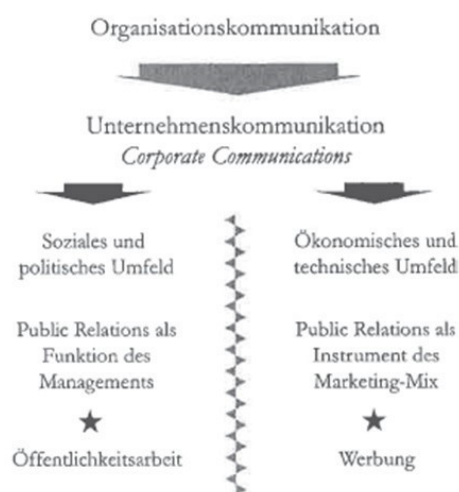 Organisationskommunikation
Unternehmenskommunikation
Corporate Communications
Soziales und
politisches Umfeld
Public Relations als
Funktion des
Managements
Öffentlichkeitsarbeit
Ökonomisches und
technisches Umfeld
Public Relations als
Instrument des
Marketing-Mix
Werbung